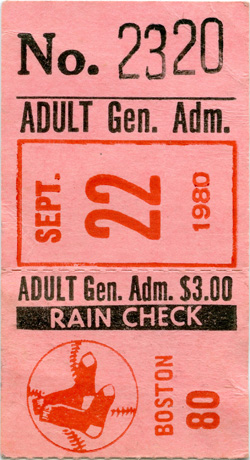 No. 2320
ADULT Gen. Adm.
SEPT. 22 1980
ADULT Gen. Adm. $3.00
RAIN CHECK
BOSTON 80